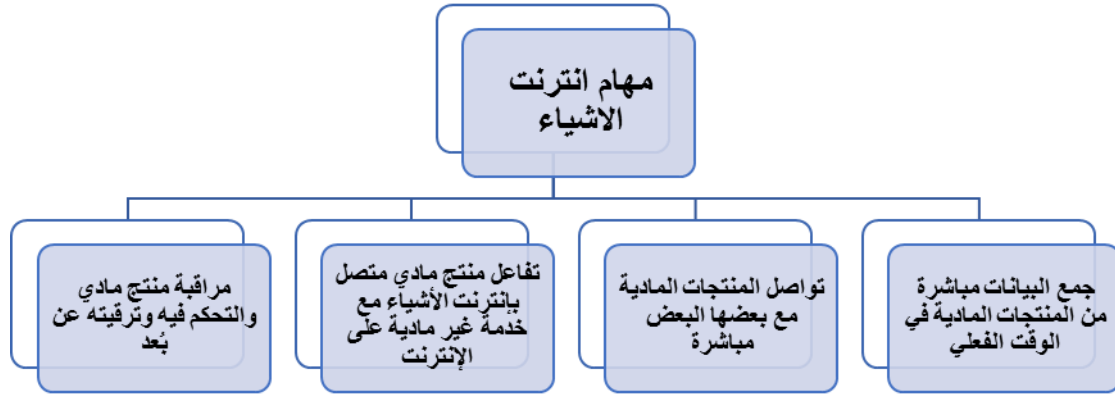 مهام انترنت
الاشياء
جمع البيانات مباشرة
من المنتجات المادية في
الوقت الفعلي
تواصل المنتجات المادية
مع بعضها البعض
مباشرة
تفاعل منتج مادي متصل
بإنترنت الأشياء مع
خدمة غير مادية على
الإنترنت
مراقبة منتج مادي
والتحكم فيه وترقيته عن
بُعد